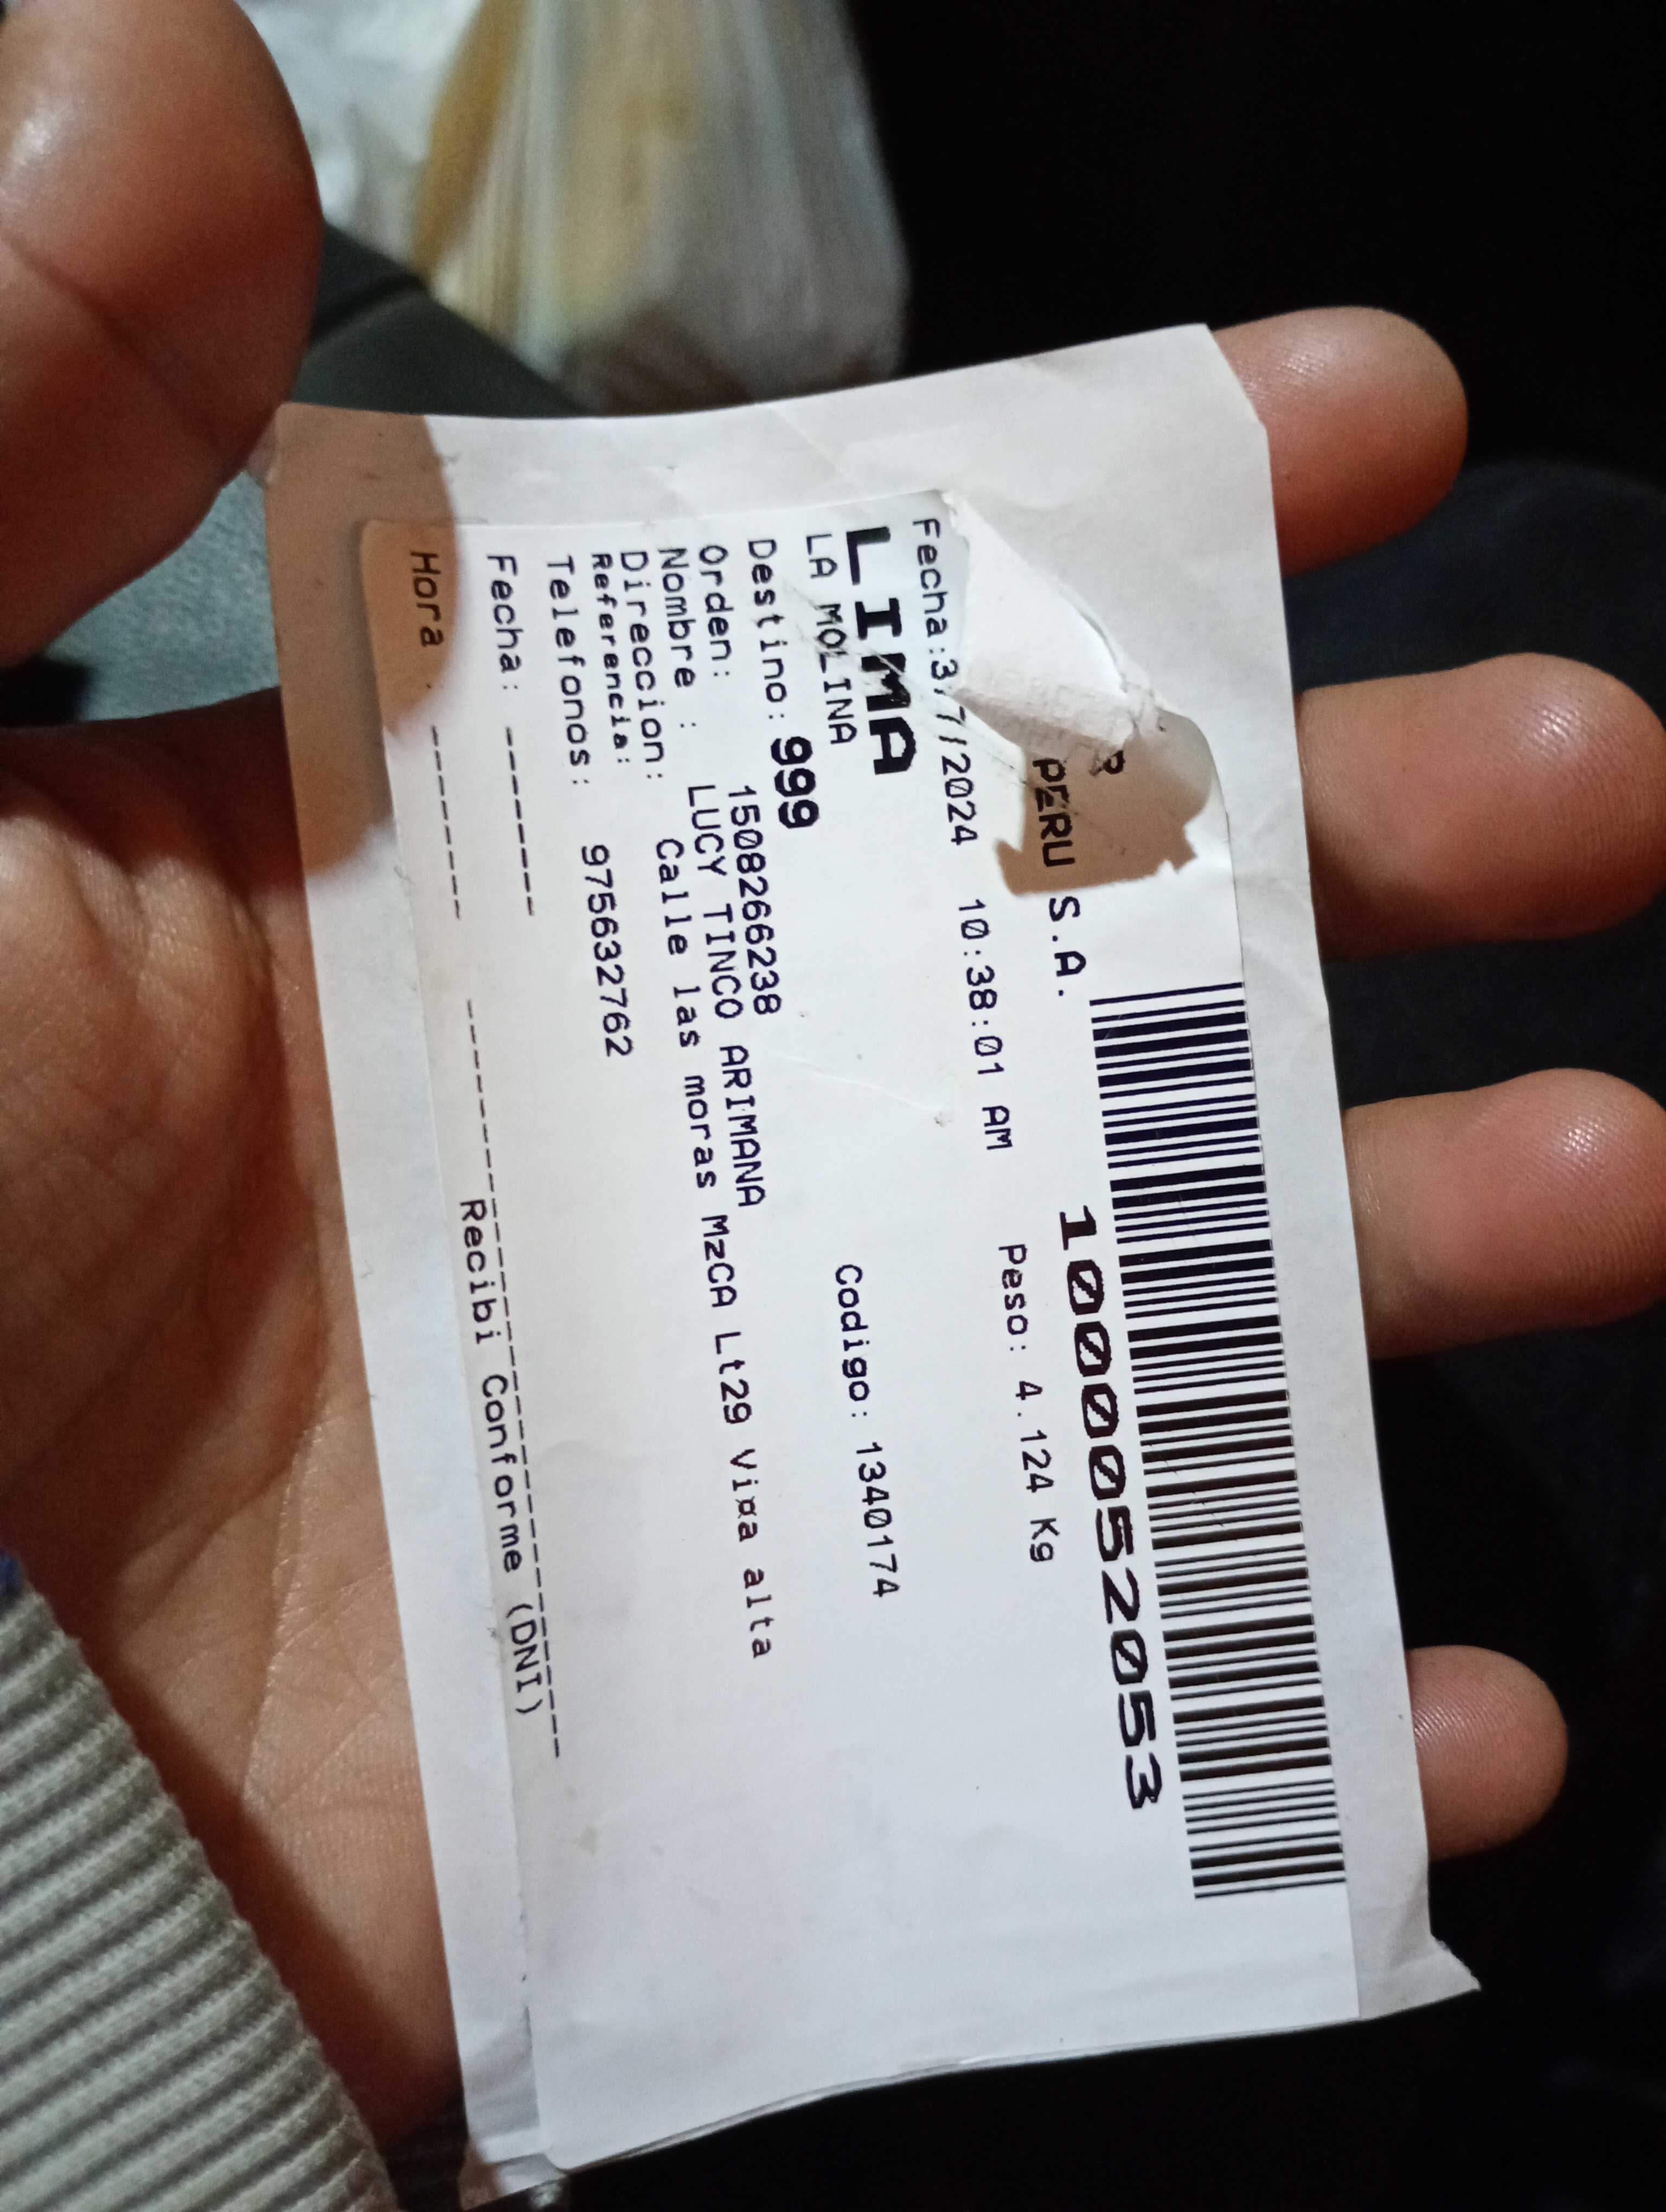 PERU S.A.
1000052053
Fecha:3/7/2024 10:38:01 AM Peso: 4.124 Kg
LIMA
LA MOLINA Codigo: 1340174
Destino: 999
Orden: 1508266238
Nombre : LUCY TINCO ARIMANA
Direccion: Calle las moras MzCA Lt29 Vi¤a alta
Referencia:
Telefonos: 975632762
Fecha: -------
Hora : --------
Recibi Conforme (DNI)